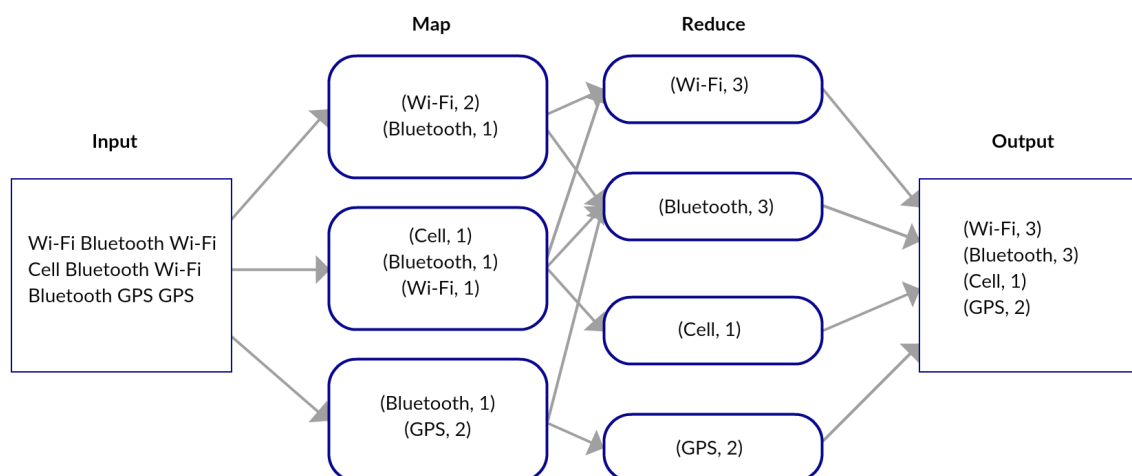 Map
Reduce
Input
Output
Wi-Fi Bluetooth Wi-Fi
Cell Bluetooth Wi-Fi
Bluetooth GPS GPS
(Wi-Fi, 2)
(Bluetooth, 1)
(Cell, 1)
(Bluetooth, 1)
(Wi-Fi, 1)
(Bluetooth, 1)
(GPS, 2)
(Wi-Fi, 3)
(Bluetooth, 3)
(Cell, 1)
(GPS, 2)
(Wi-Fi, 3)
(Bluetooth, 3)
(Cell, 1)
(GPS, 2)